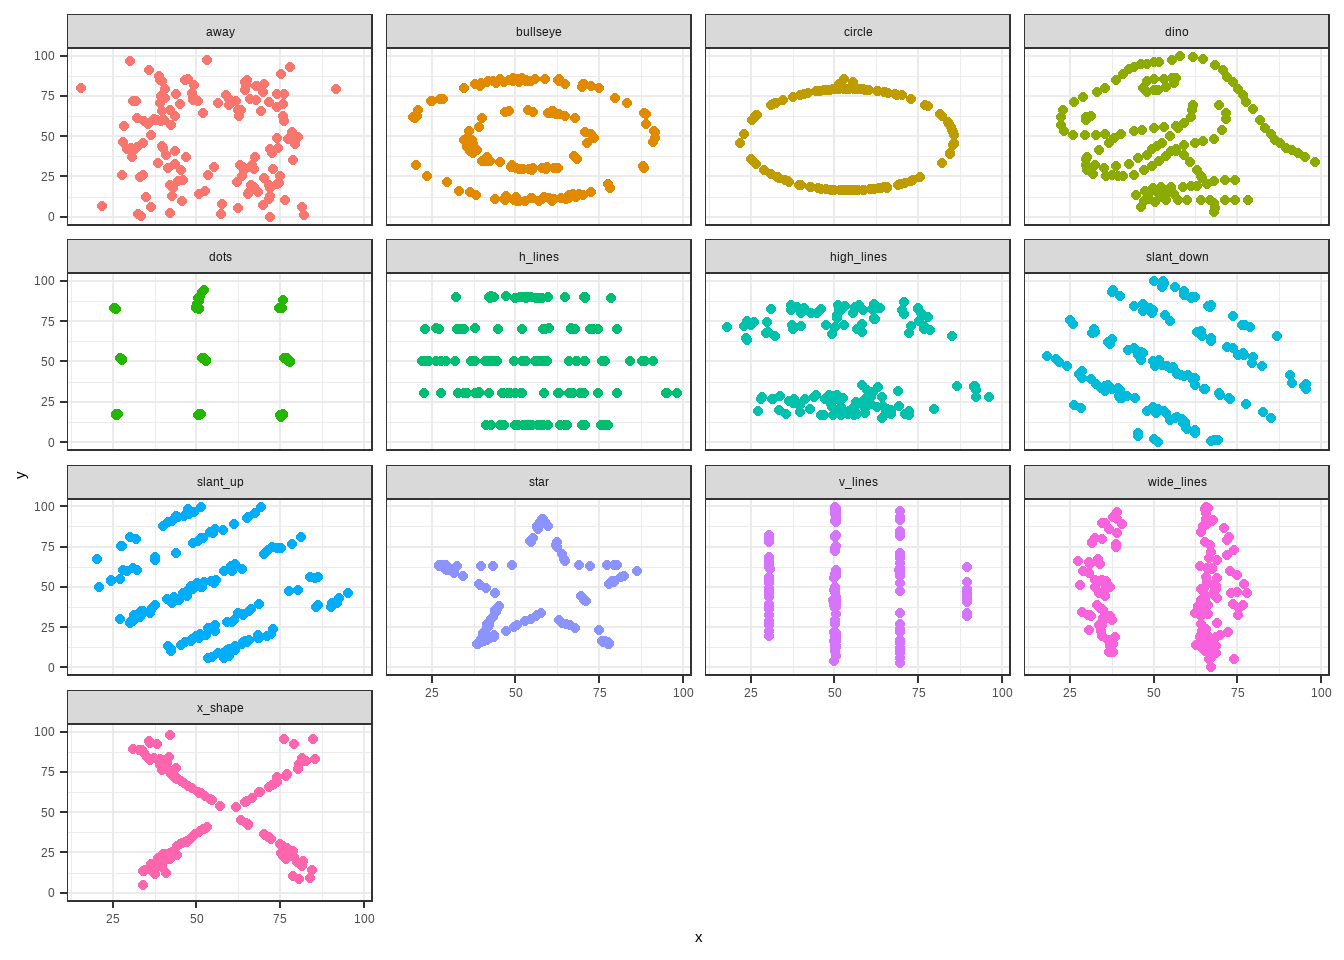 away bullseye circle dino
100
75
50
25
0
dots h_lines high_lines slant_down
100
75
50
25
0
slant_up star v_lines wide_lines
100
75
50
25
0
25 50 75 100 25 50 75 100 25 50 75 100
x_shape
100
75
50
25
0
25 50 75 100
x
y